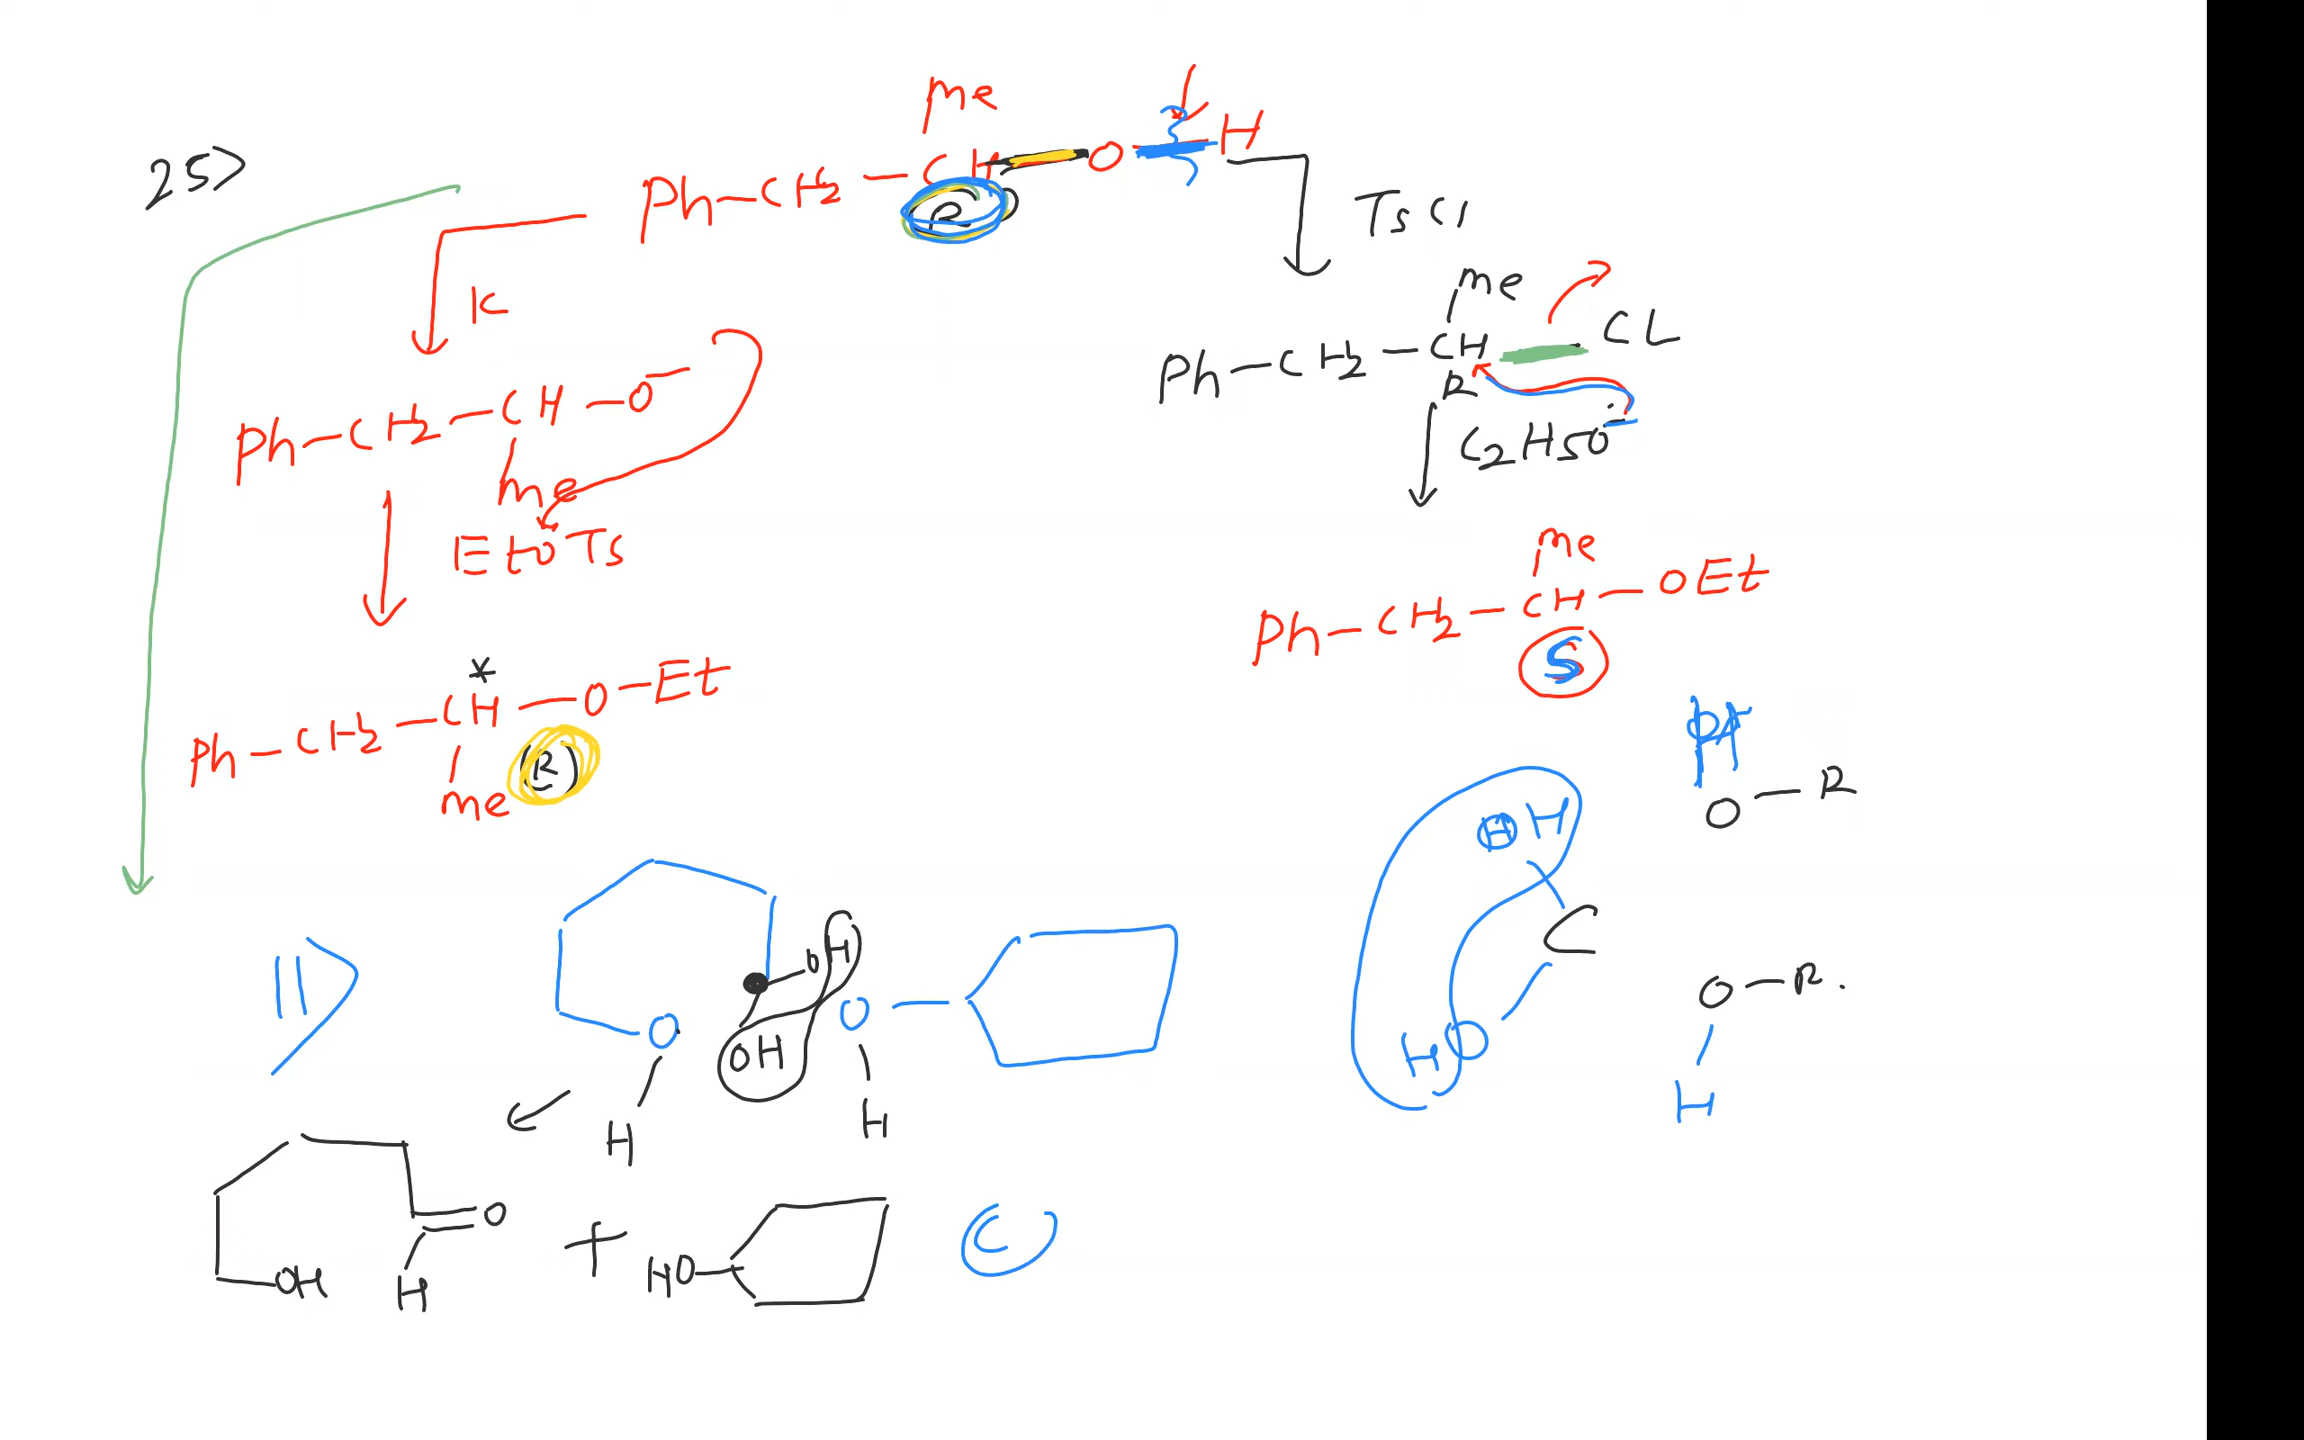 25>
Me
Ph-CH2-CH-O-H
(R)
TsCl
K
Me
Ph-CH2-CH-CL
R
C2H5O-
Ph-CH2-CH-O-
Me
EtOTs
Me
Ph-CH2-CH-OEt
S
*
Ph-CH2-CH-O-Et
Me
(R)
O-R
OH
C
HO
O-R.
H
11>
OH
O
OH
O
H
H
O
OH
H
+
HO
C